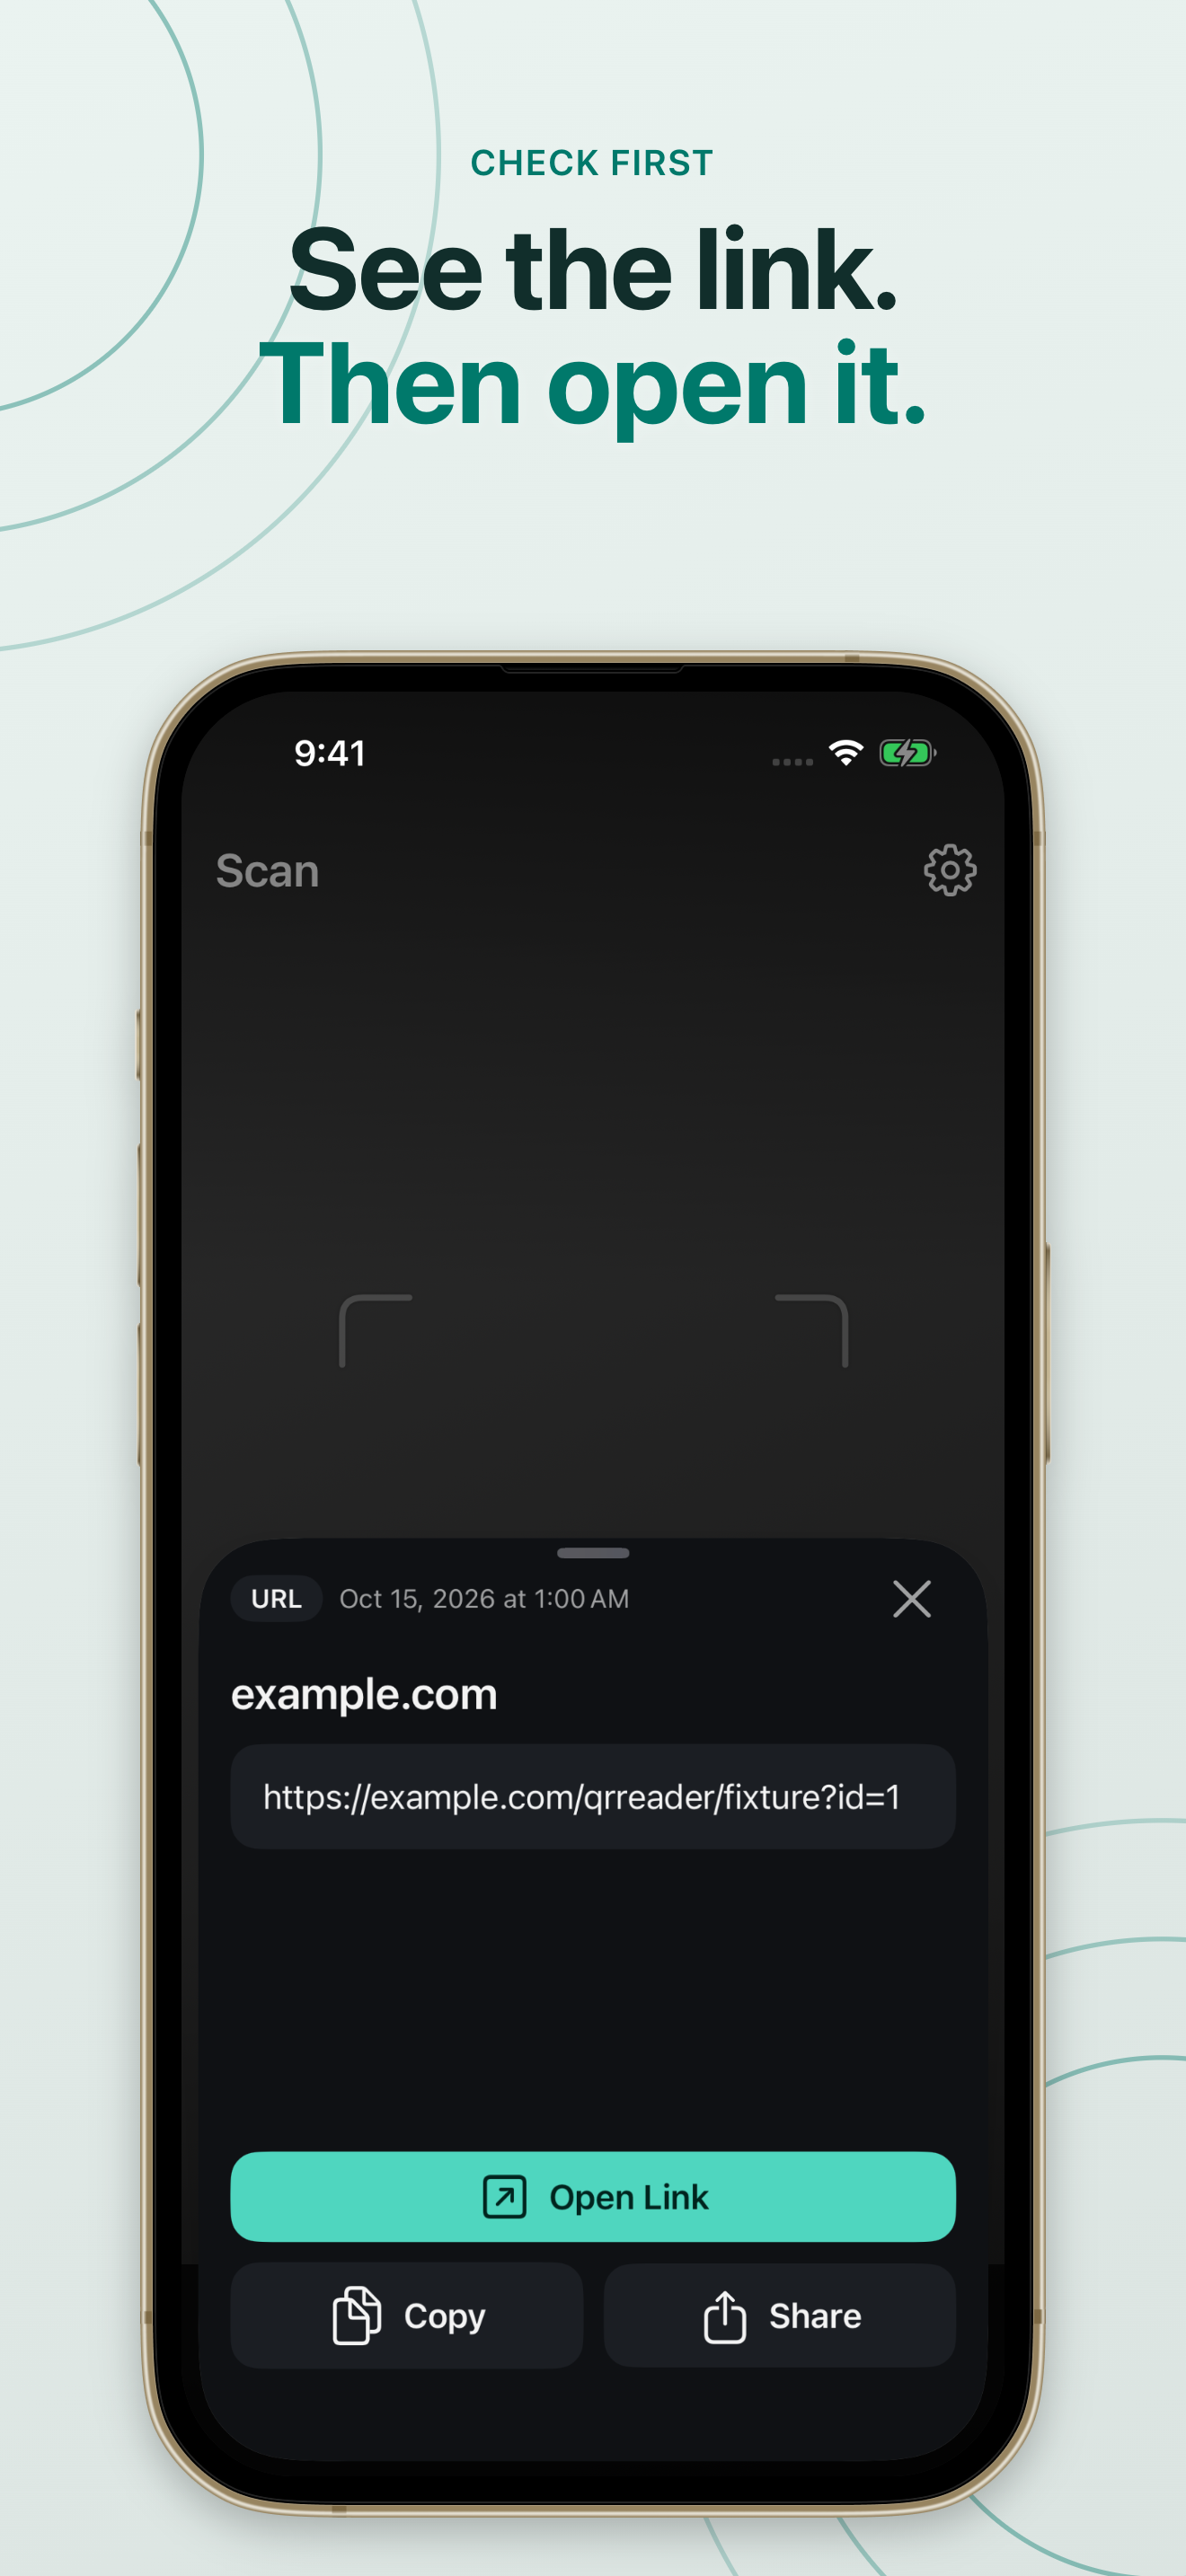 CHECK FIRST
See the link.
Then open it.
9:41
Scan
URL Oct 15, 2026 at 1:00 AM
example.com
https://example.com/qrreader/fixture?id=1
Open Link
Copy Share